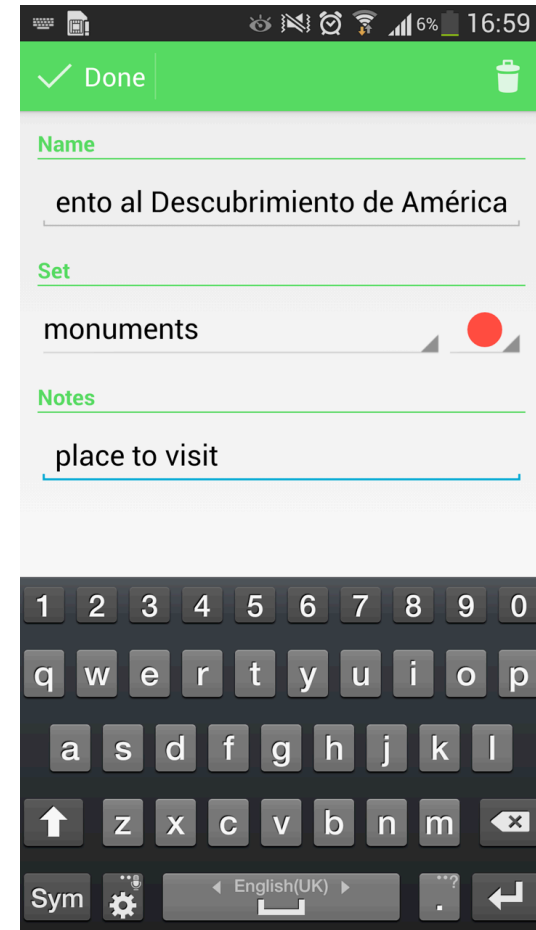 6% 16:59
Done
Name
ento al Descubrimiento de América
Set
monuments
Notes
place to visit
1 2 3 4 5 6 7 8 9 0
q w e r t y u i o p
a s d f g h j k l
z x c v b n m
Sym English(UK) . ?